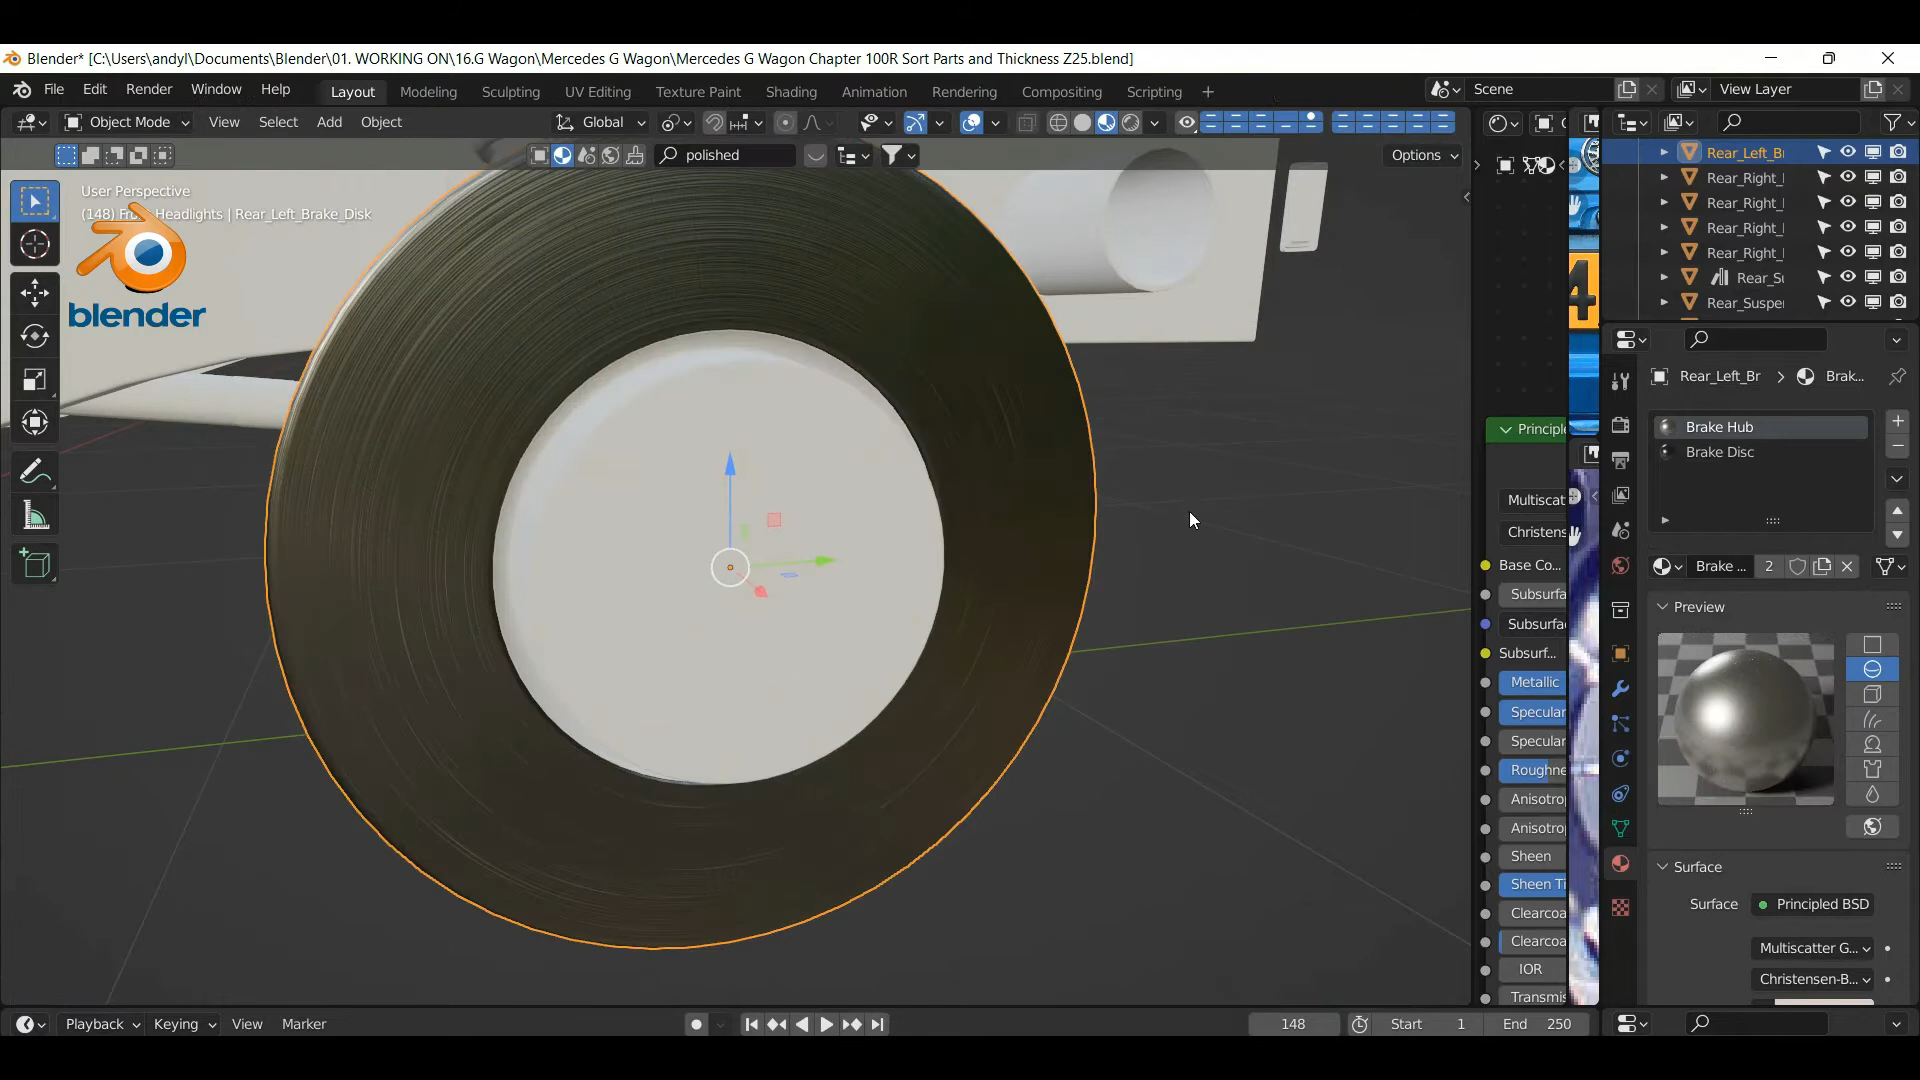 Blender* [C:\Users\andyl\Documents\Blender\01. WORKING ON\16.G Wagon\Mercedes G Wagon\Mercedes G Wagon Chapter 100R Sort Parts and Thickness Z25.blend]
File Edit Render Window Help Layout Modeling Sculpting UV Editing Texture Paint Shading Animation Rendering Compositing Scripting + Scene View Layer
Object Mode View Select Add Object Global
polished Options
User Perspective
(148) Headlights | Rear_Left_Brake_Disk
blender
Rear_Left_Br
Rear_Right_
Rear_Right_
Rear_Right_
Rear_Right_
Rear_Su
Rear_Suspe
4
Rear_Left_Br > Brak...
Brake Hub
Brake Disc
Brake ... 2
Preview
Surface
Surface Principled BSD
Multiscatter G...
Christensen-B...
Principle
Multiscat
Christens
Base Co...
Subsurfa
Subsurfa
Subsurf...
Metallic
Specular
Specular
Roughne
Anisotro
Anisotro
Sheen
Sheen Ti
Clearcoa
Clearcoa
IOR
Transmis
Playback Keying View Marker 148 Start 1 End 250